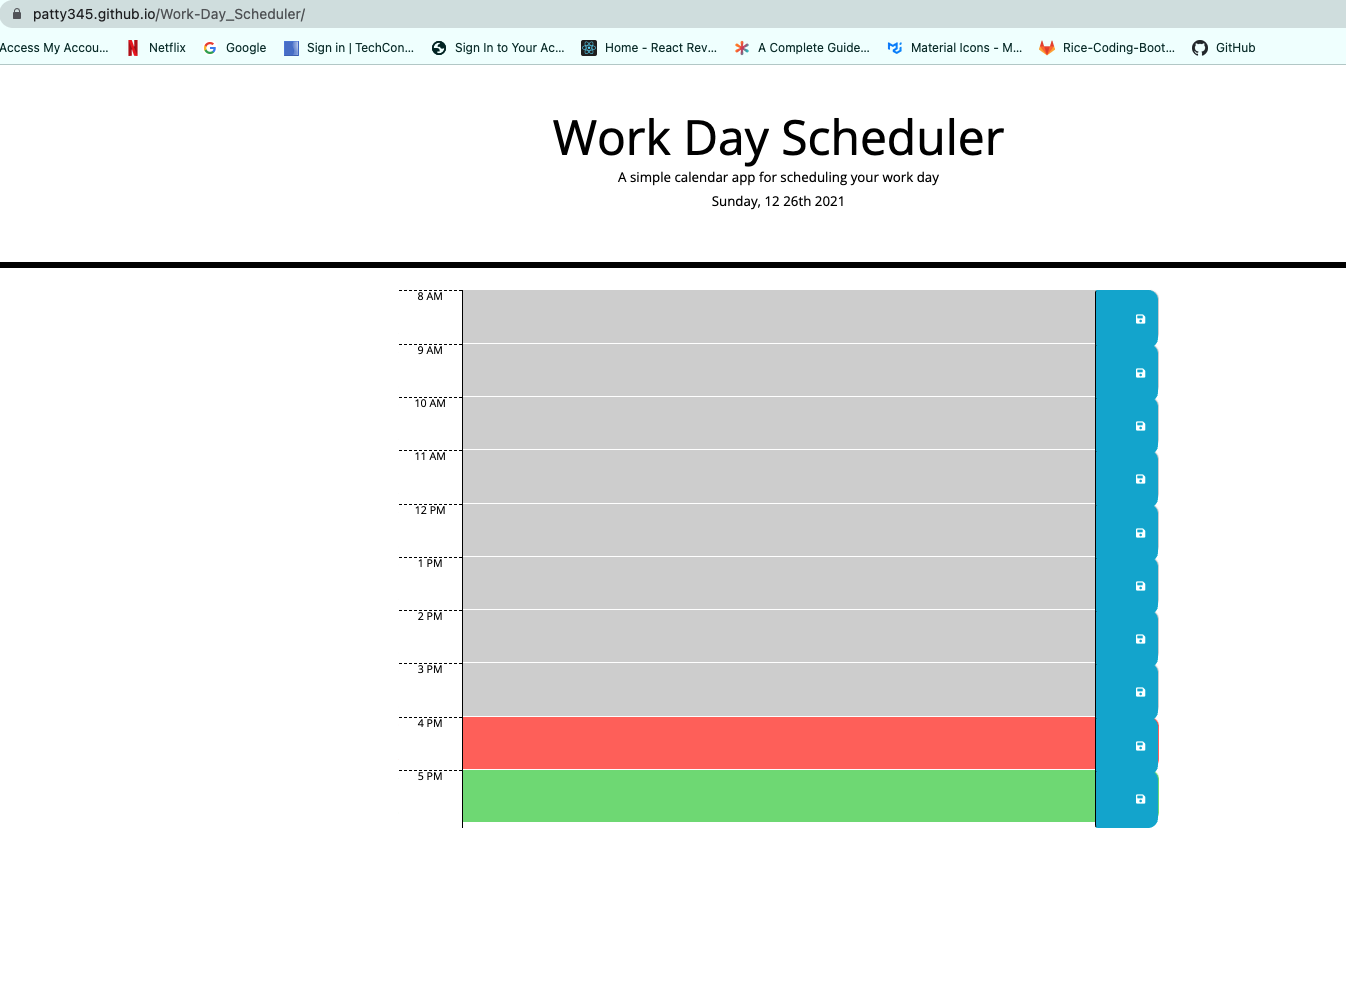 patty345.github.io/Work-Day_Scheduler/
Access My Accou... Netflix Google Sign in | TechCon... Sign In to Your Ac... Home - React Rev... A Complete Guide... Material Icons - M... Rice-Coding-Boot... GitHub
Work Day Scheduler
A simple calendar app for scheduling your work day
Sunday, 12 26th 2021
8 AM
9 AM
10 AM
11 AM
12 PM
1 PM
2 PM
3 PM
4 PM
5 PM